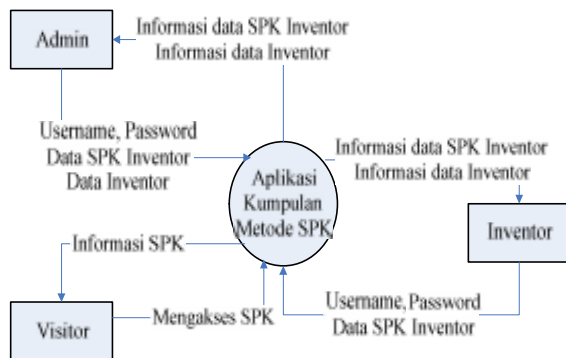 Admin
Informasi data SPK Inventor
Informasi data Inventor
Username, Password
Data SPK Inventor
Data Inventor
Aplikasi
Kumpulan
Metode SPK
Informasi data SPK Inventor
Informasi data Inventor
Inventor
Informasi SPK
Username, Password
Data SPK Inventor
Visitor
Mengakses SPK